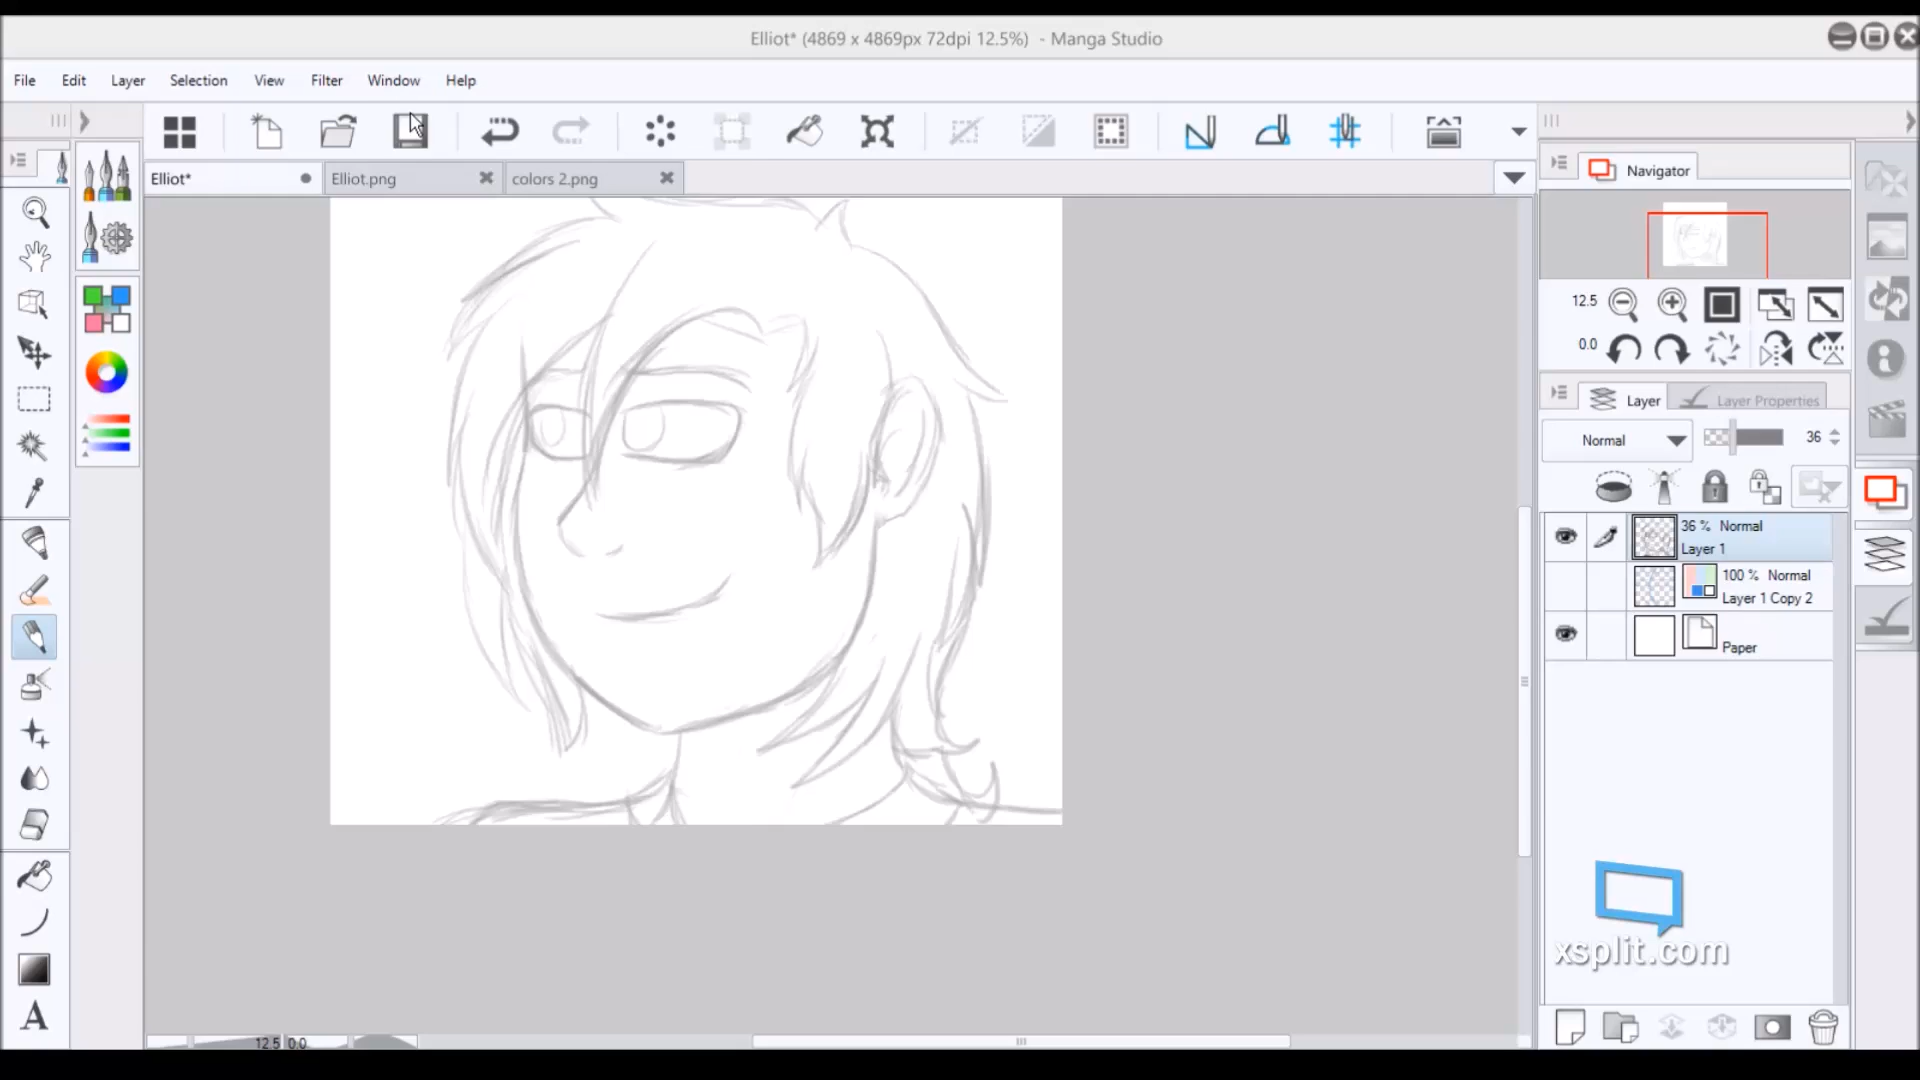 Elliot* (4869 x 4869px 72dpi 12.5%) - Manga Studio
File Edit Layer Selection View Filter Window Help
Elliot* Elliot.png colors 2.png
Navigator
12.5
0.0
Layer Layer Properties
Normal 36
36 % Normal
Layer 1
100 % Normal
Layer 1 Copy 2
Paper
A
xsplit.com
12.5 0.0